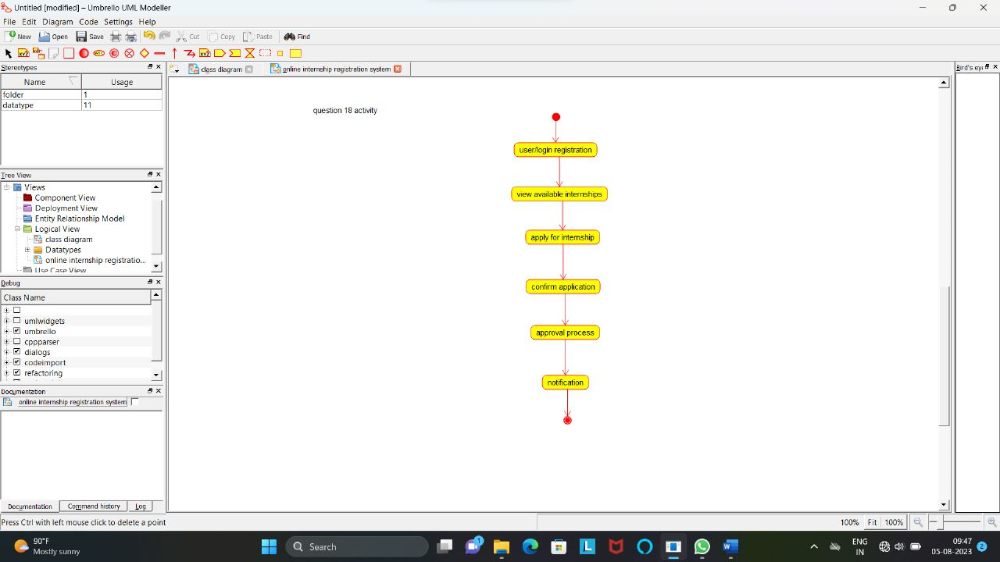 Untitled [modified] – Umbrello UML Modeller
File Edit Diagram Code Settings Help
New Open Save Cut Copy Paste Find
Stereotypes
Name Usage
folder 1
datatype 11
Tree View
Views
Component View
Deployment View
Entity Relationship Model
Logical View
class diagram
Datatypes
online internship registratio...
Use Case View
Debug
Class Name
umlwidgets
umbrello
cppparser
dialogs
codeimport
refactoring
Documentation
online internship registration system
Documentation Command history Log
class diagram online internship registration system
question 18 activity
user/login registration
view available internships
apply for internship
confirm application
approval process
notification
Bird's eye
Press Ctrl with left mouse click to delete a point
100% Fit 100%
90°F
Mostly sunny
Search
1
ENG
IN
09:47
05-08-2023
2